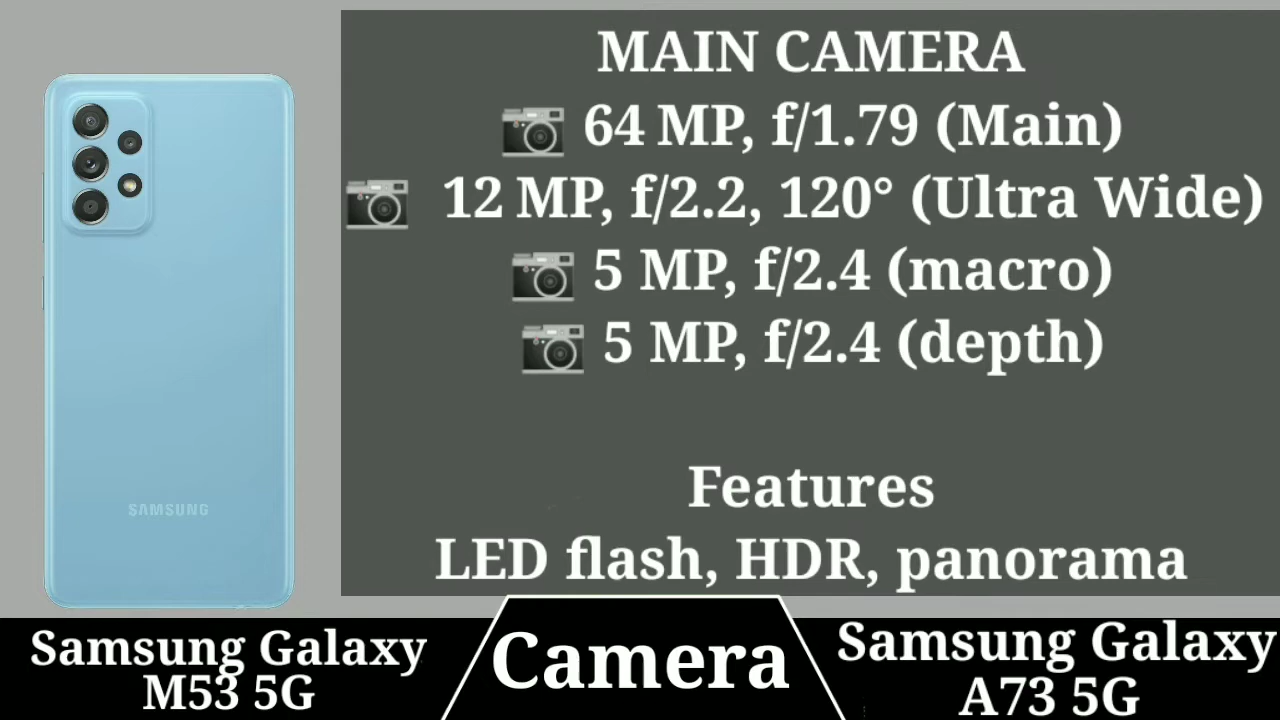 MAIN CAMERA
📷 64 MP, f/1.79 (Main)
📷 12 MP, f/2.2, 120° (Ultra Wide)
📷 5 MP, f/2.4 (macro)
📷 5 MP, f/2.4 (depth)
Features
LED flash, HDR, panorama
SAMSUNG
Samsung Galaxy
M53 5G
Camera
Samsung Galaxy
A73 5G